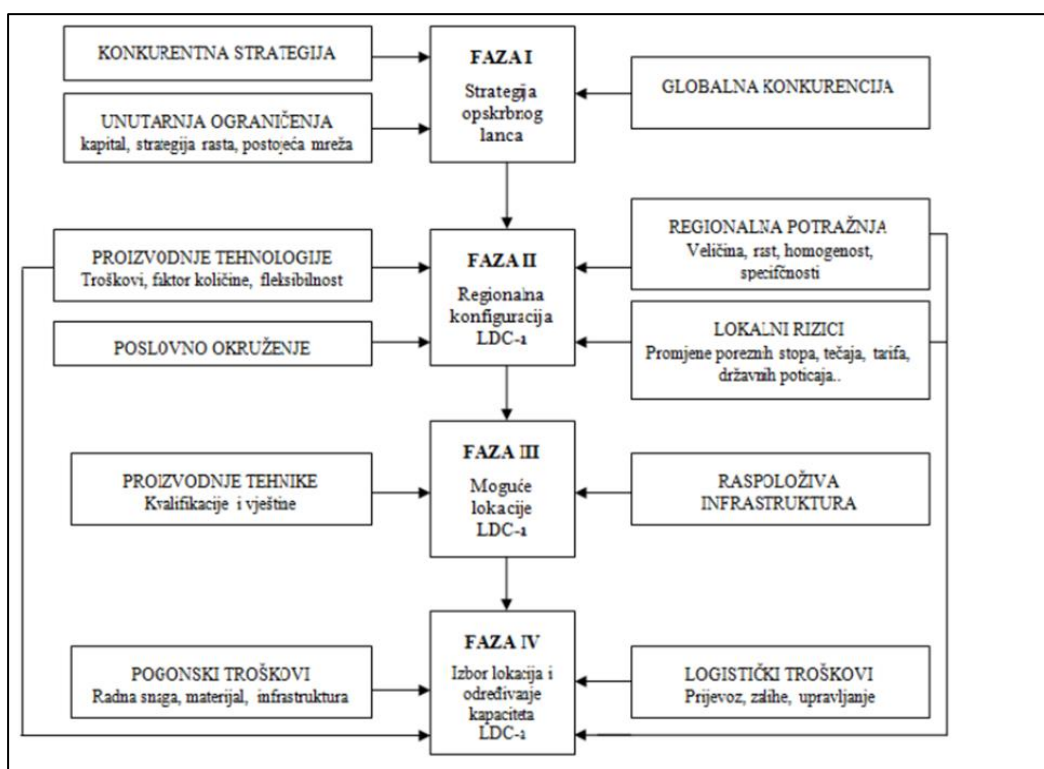 KONKURENTNA STRATEGIJA
UNUTARNJA OGRANIČENJA
kapital, strategija rasta, postojeća mreža
FAZA I
Strategija
opskrbnog
lanca
GLOBALNA KONKURENCIJA
PROIZVODNJE TEHNOLOGIJE
Troškovi, faktor količine, fleksibilnost
POSLOVNO OKRUŽENJE
FAZA II
Regionalna
konfiguracija
LDC-a
REGIONALNA POTRAŽNJA
Veličina, rast, homogenost,
specifčnosti
LOKALNI RIZICI
Promjene poreznih stopa, tečaja, tarifa,
državnih poticaja..
PROIZVODNJE TEHNIKE
Kvalifikacije i vještine
FAZA III
Moguće
lokacije
LDC-a
RASPOLOŽIVA
INFRASTRUKTURA
POGONSKI TROŠKOVI
Radna snaga, materijal, infrastruktura
FAZA IV
Izbor lokacija i
određivanje
kapaciteta
LDC-a
LOGISTIČKI TROŠKOVI
Prijevoz, zalihe, upravljanje